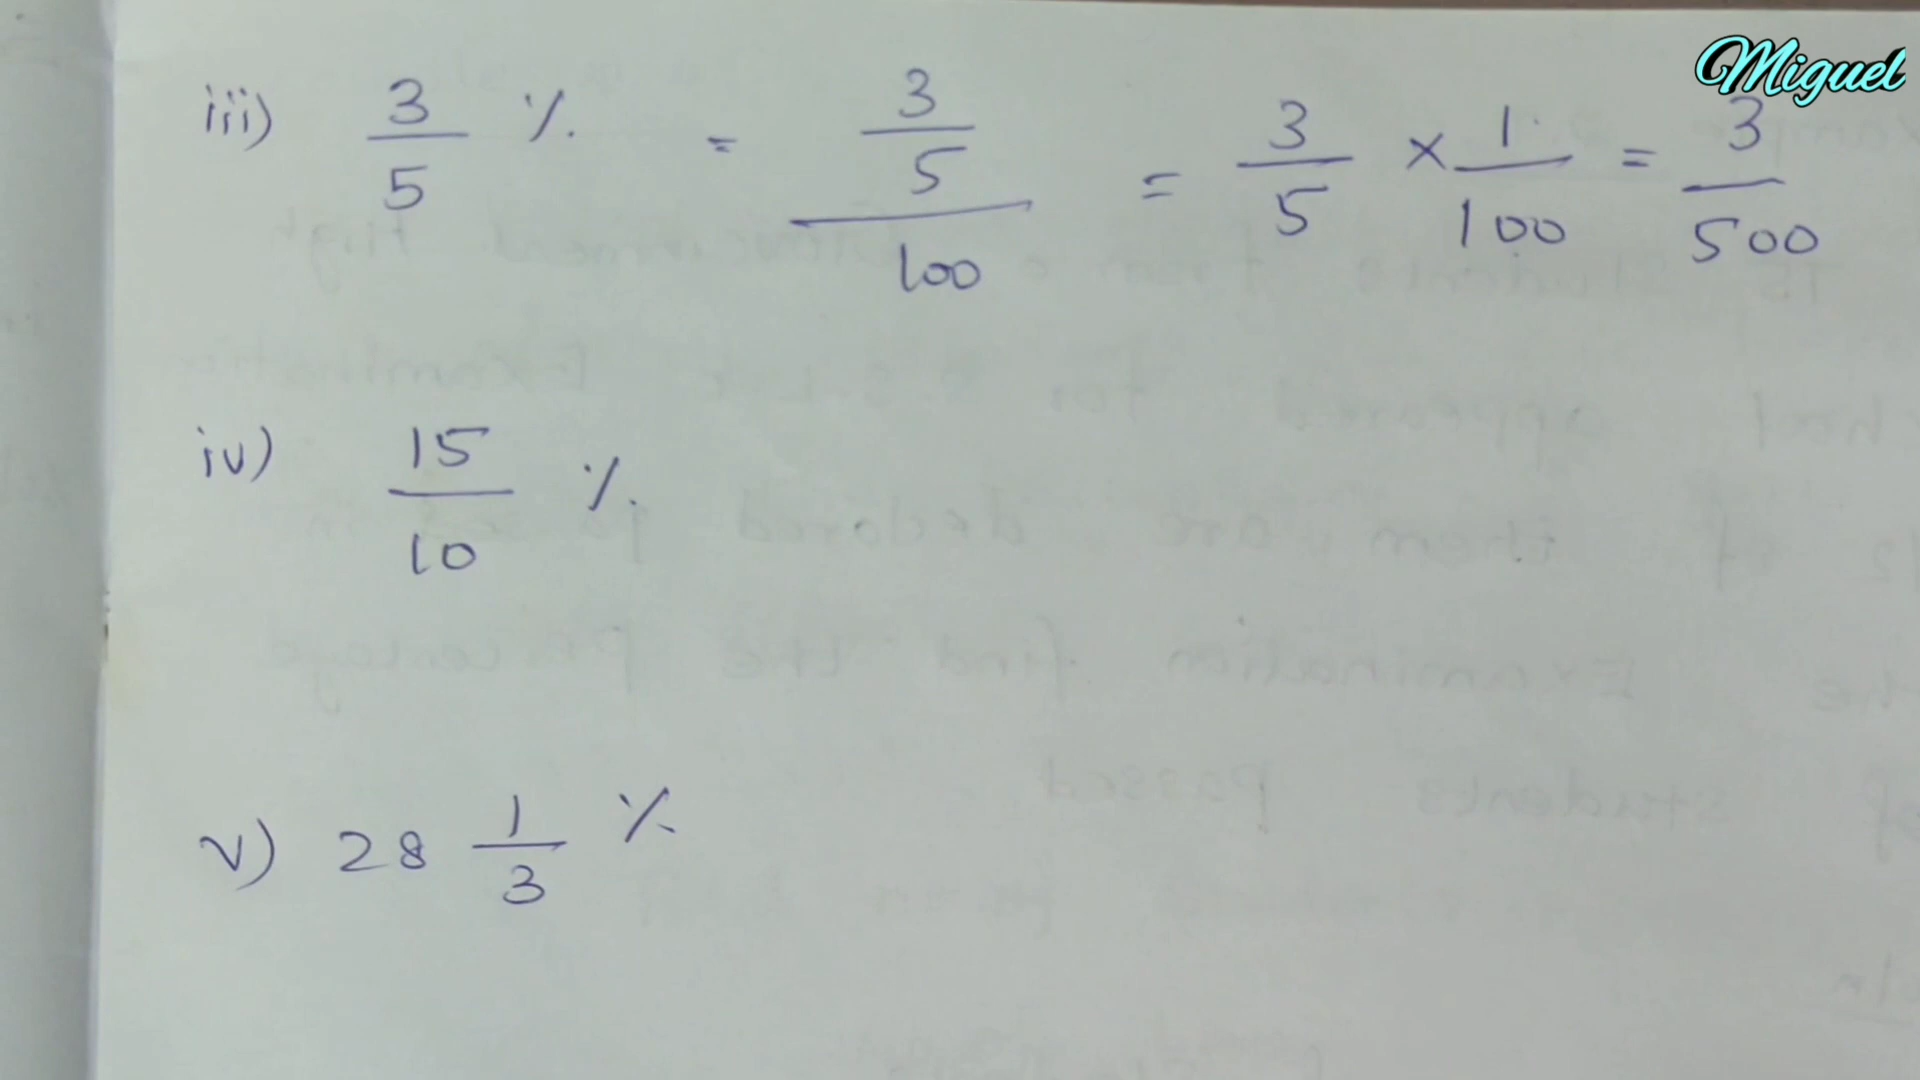 Miguel
iii) 3/5 % = 3/5/100 = 3/5 × 1/100 = 3/500
iv) 15/10 %
v) 28 1/3 %